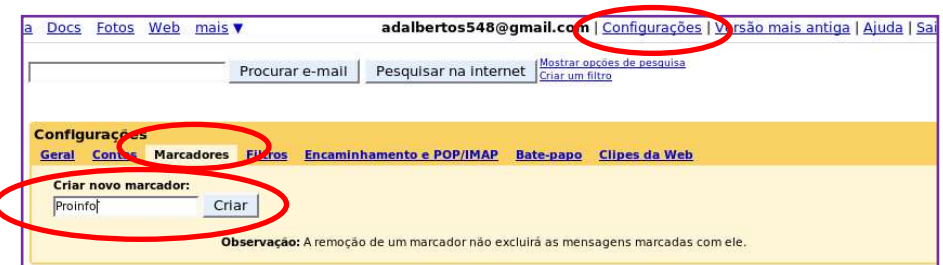 a Docs Fotos Web mais ▼ adalbertos548@gmail.com | Configurações | Versão mais antiga | Ajuda | Sai
Procurar e-mail Pesquisar na internet Mostrar opções de pesquisa
Criar um filtro
Configurações
Geral Contas Marcadores Filtros Encaminhamento e POP/IMAP Bate-papo Clipes da Web
Criar novo marcador:
Proinfo Criar
Observação: A remoção de um marcador não excluirá as mensagens marcadas com ele.